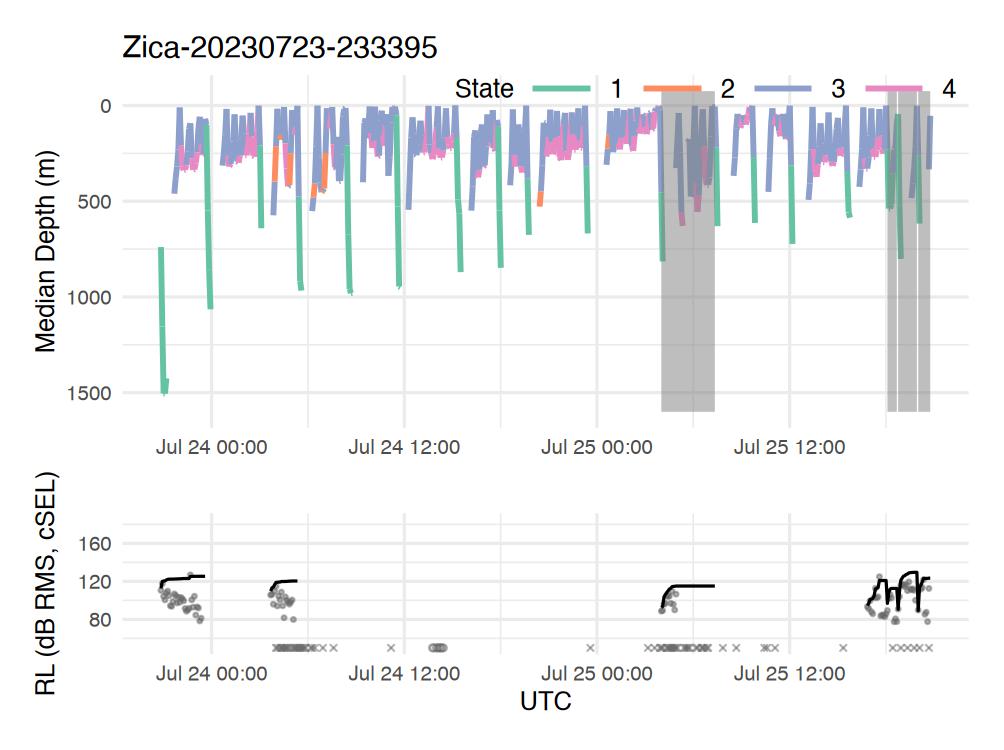 Zica-20230723-233395
State 1 2 3 4
Median Depth (m)
0
500
1000
1500
Jul 24 00:00 Jul 24 12:00 Jul 25 00:00 Jul 25 12:00
RL (dB RMS, cSEL)
160
120
80
Jul 24 00:00 Jul 24 12:00 Jul 25 00:00 Jul 25 12:00
UTC